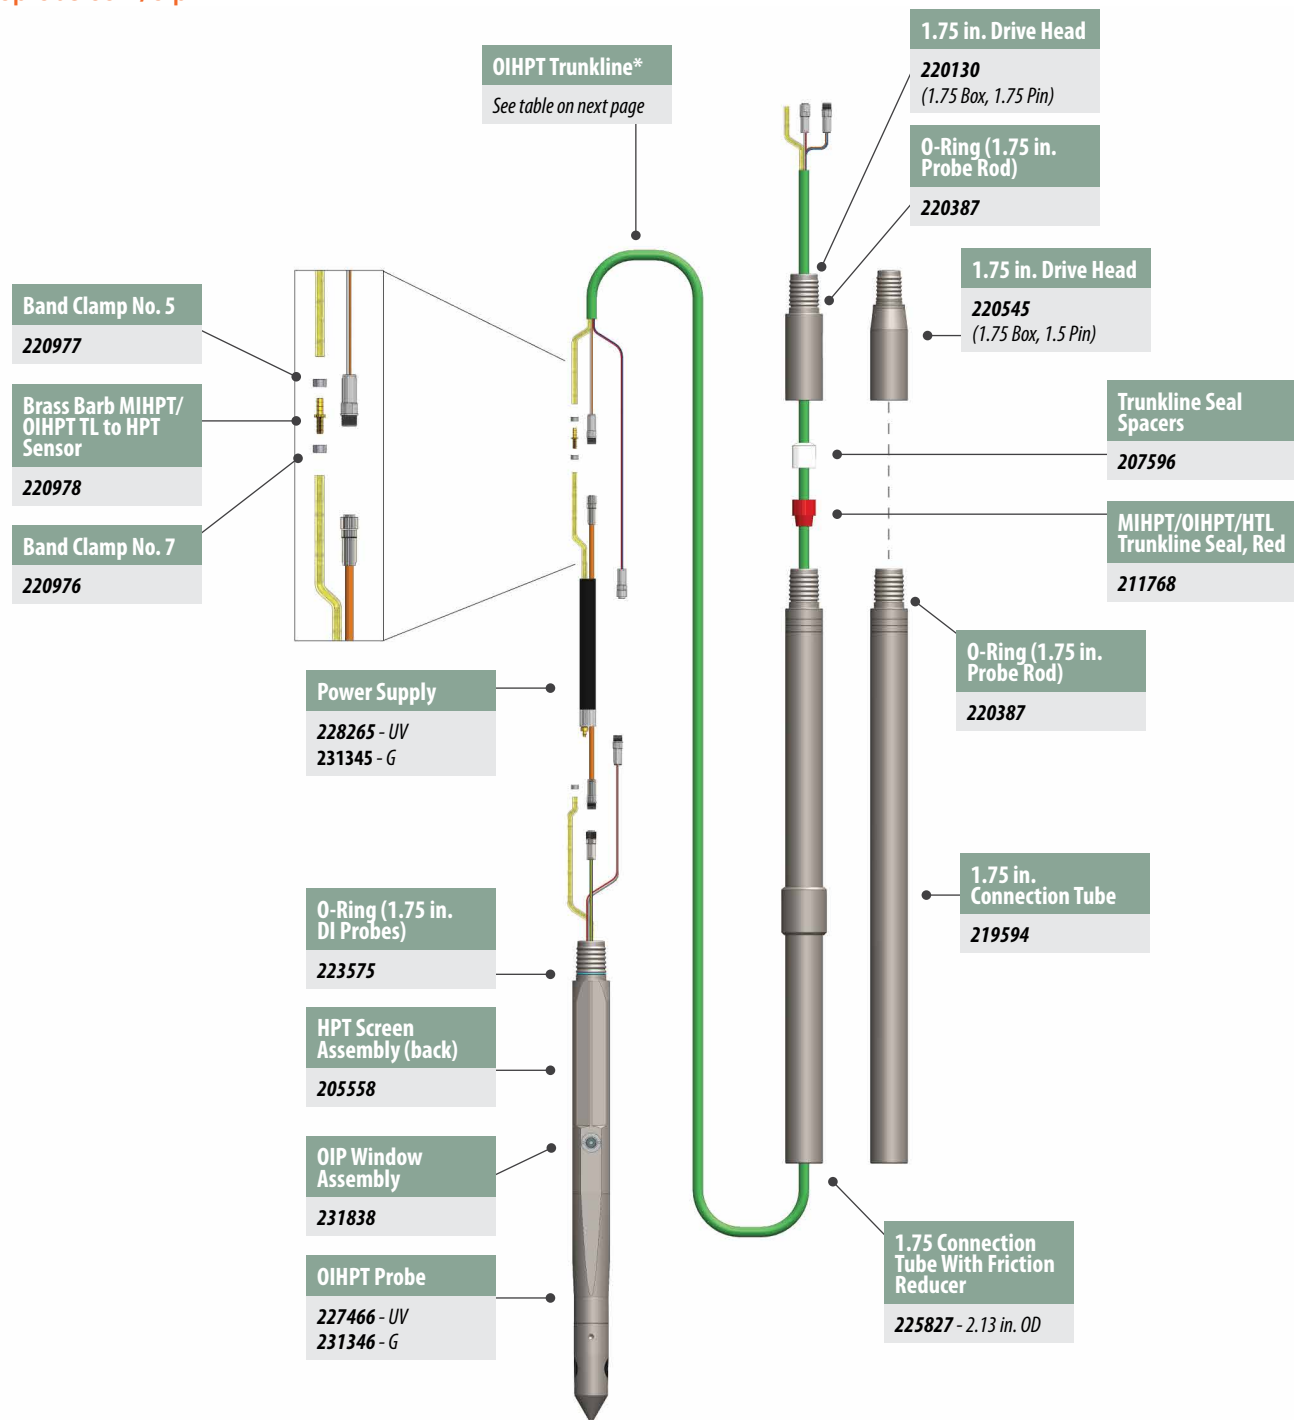 OIHPT Trunkline*
See table on next page
1.75 in. Drive Head
220130
(1.75 Box, 1.75 Pin)
O-Ring (1.75 in.
Probe Rod)
220387
1.75 in. Drive Head
220545
(1.75 Box, 1.5 Pin)
Band Clamp No. 5
220977
Brass Barb MIHPT/
OIHPT TL to HPT
Sensor
220978
Band Clamp No. 7
220976
Trunkline Seal
Spacers
207596
MIHPT/OIHPT/HTL
Trunkline Seal, Red
211768
O-Ring (1.75 in.
Probe Rod)
220387
Power Supply
228265 - UV
231345 - G
1.75 in.
Connection Tube
219594
O-Ring (1.75 in.
DI Probes)
223575
HPT Screen
Assembly (back)
205558
OIP Window
Assembly
231838
OIHPT Probe
227466 - UV
231346 - G
1.75 Connection
Tube With Friction
Reducer
225827 - 2.13 in. OD